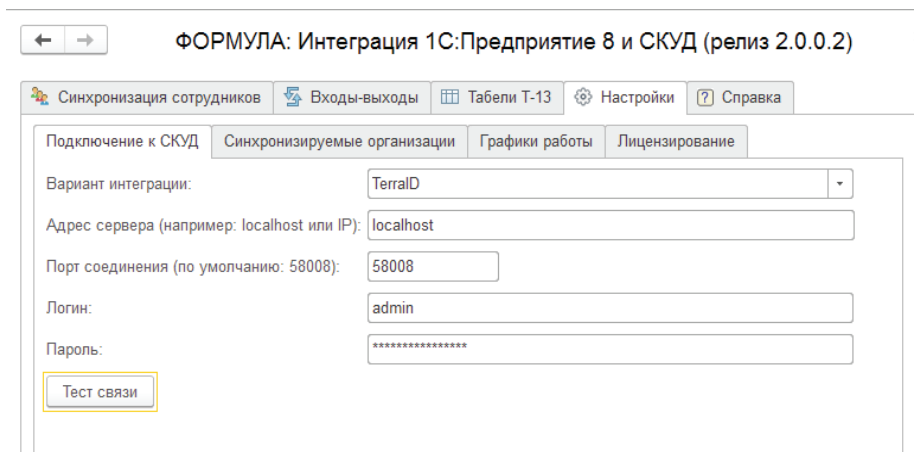 ФОРМУЛА: Интеграция 1С:Предприятие 8 и СКУД (релиз 2.0.0.2)
Синхронизация сотрудников Входы-выходы Табели Т-13 Настройки ? Справка
Подключение к СКУД Синхронизируемые организации Графики работы Лицензирование
Вариант интеграции: TerraID
Адрес сервера (например: localhost или IP): localhost
Порт соединения (по умолчанию: 58008): 58008
Логин: admin
Пароль: ****************
Тест связи